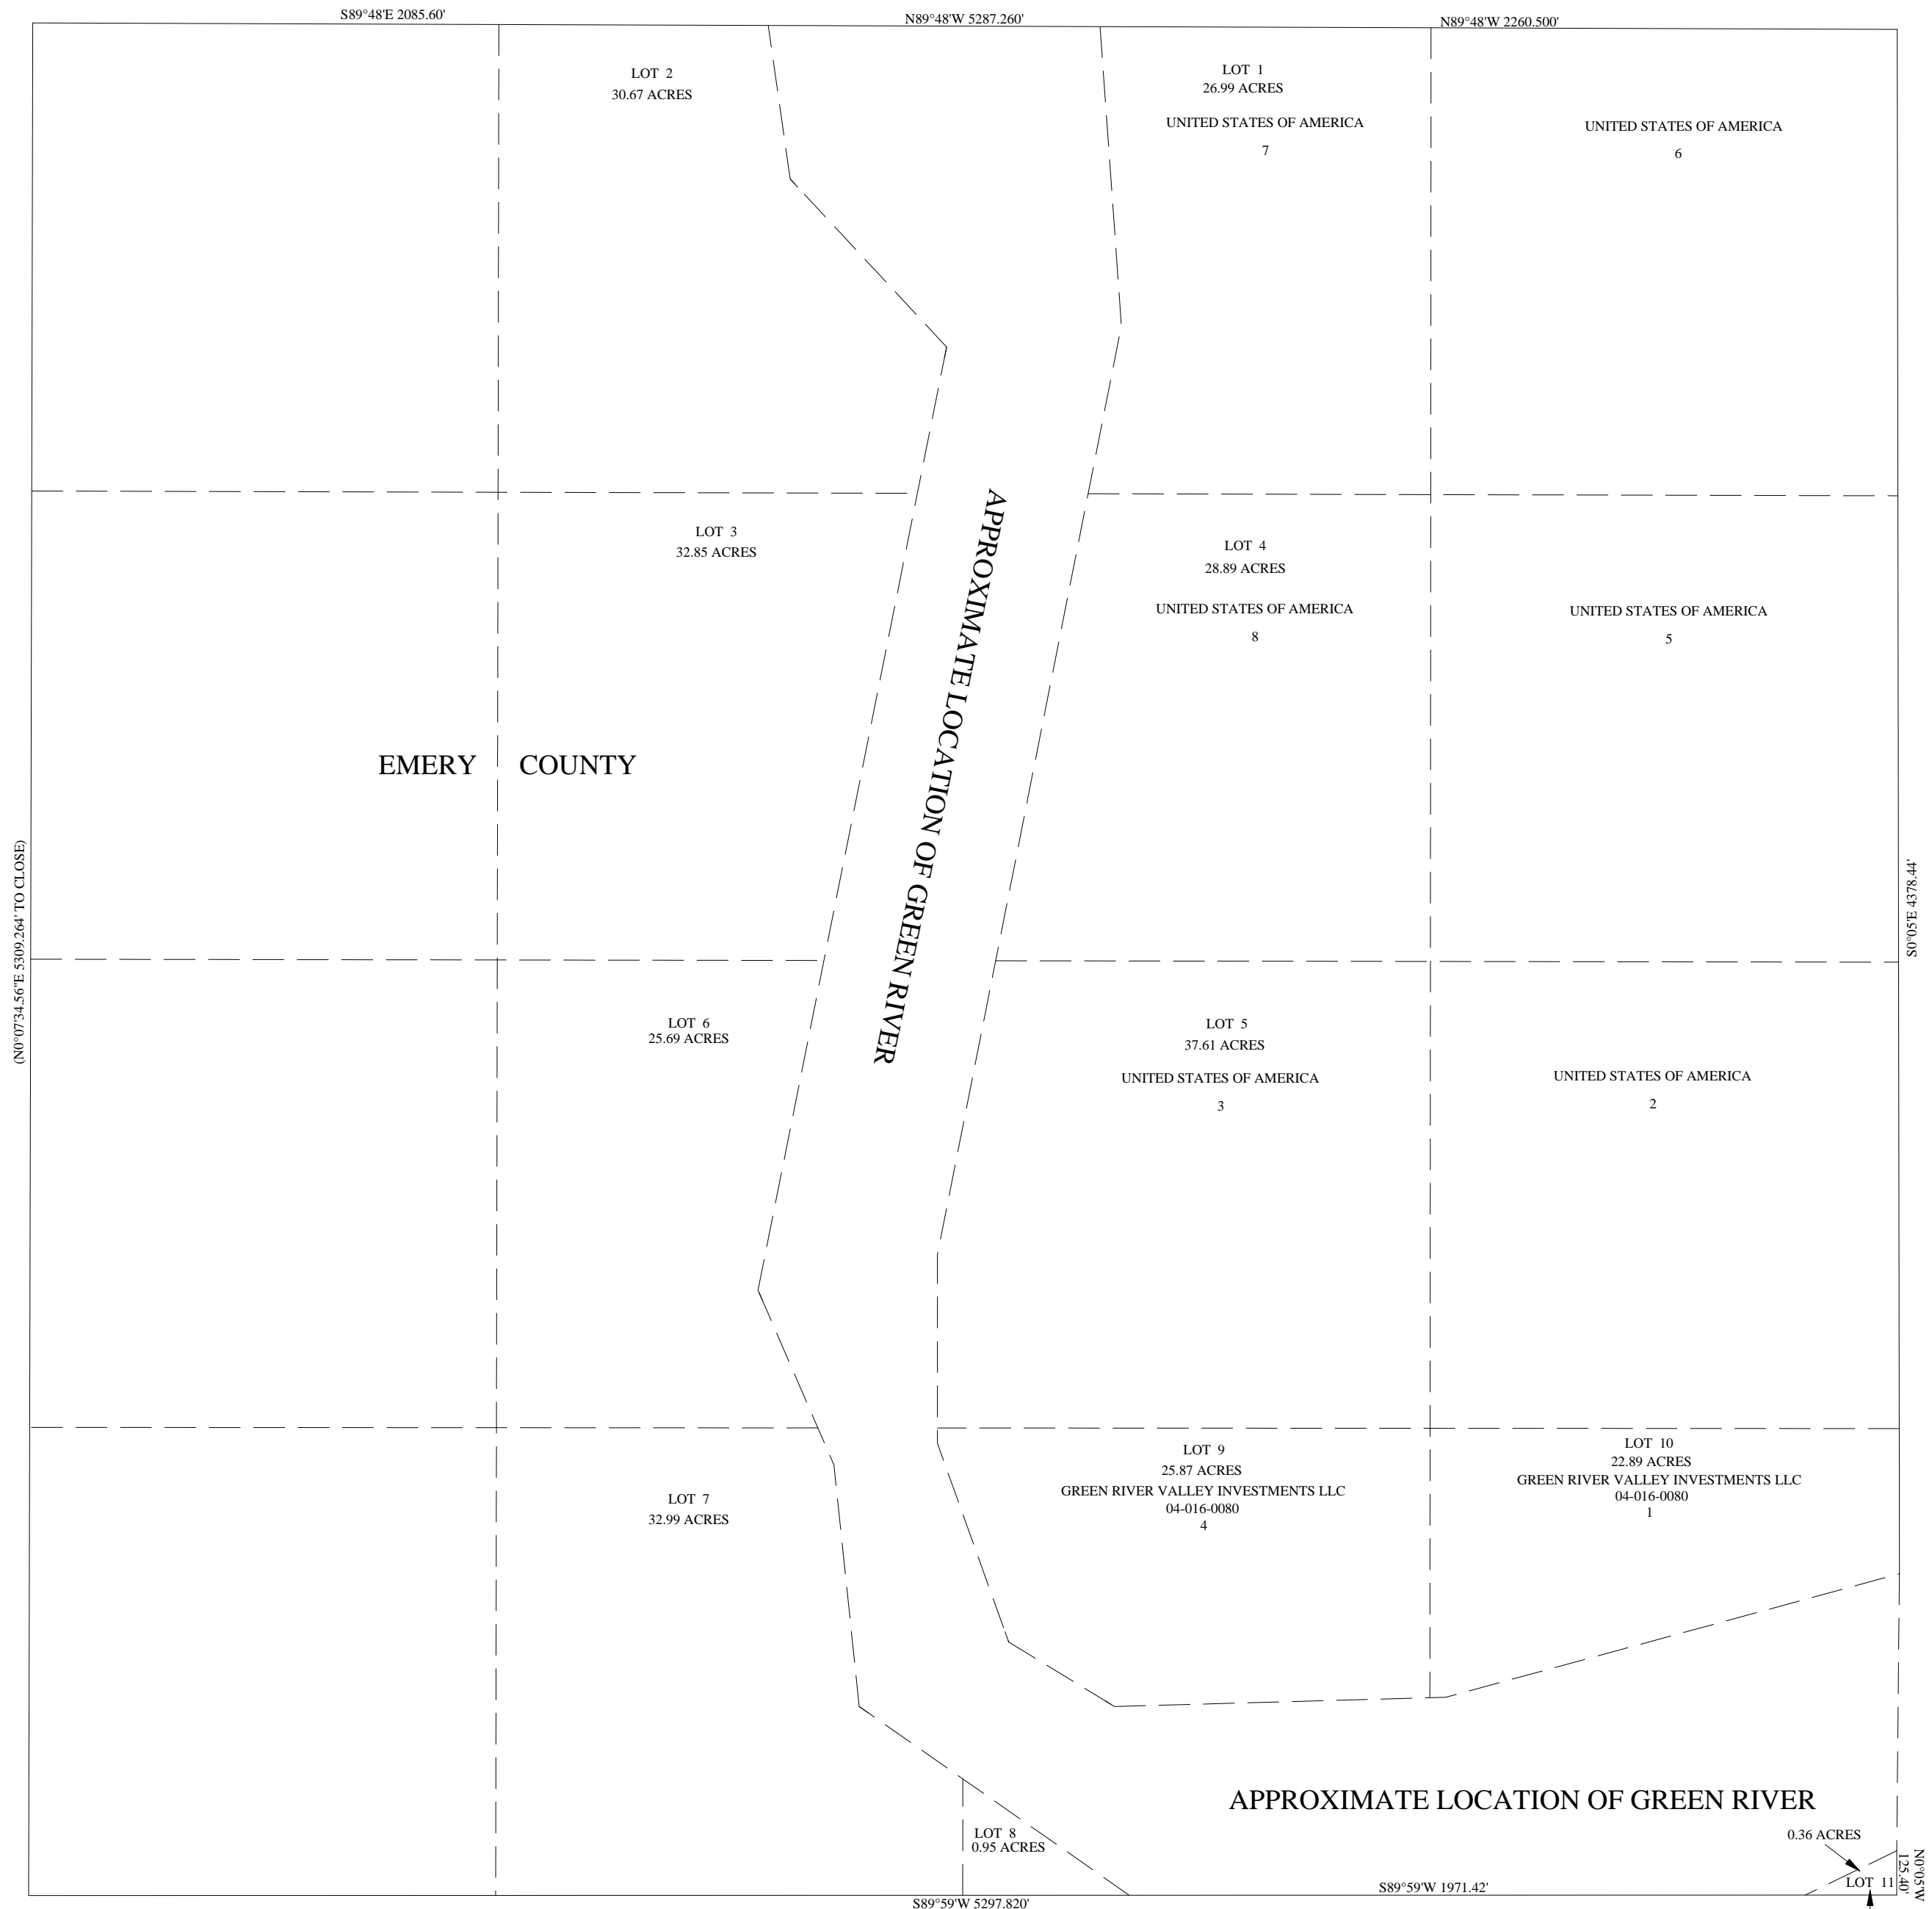 S89°48'E 2085.60'
N89°48'W 5287.260'
N89°48'W 2260.500'
LOT 2
30.67 ACRES
LOT 1
26.99 ACRES
UNITED STATES OF AMERICA
7
UNITED STATES OF AMERICA
6
LOT 3
32.85 ACRES
APPROXIMATE LOCATION OF GREEN RIVER
LOT 4
28.89 ACRES
UNITED STATES OF AMERICA
8
UNITED STATES OF AMERICA
5
EMERY COUNTY
(N0°07'34.56"E 5309.264' TO CLOSE)
S0°05'E 4378.44'
LOT 6
25.69 ACRES
LOT 5
37.61 ACRES
UNITED STATES OF AMERICA
3
UNITED STATES OF AMERICA
2
LOT 7
32.99 ACRES
LOT 9
25.87 ACRES
GREEN RIVER VALLEY INVESTMENTS LLC
04-016-0080
4
LOT 10
22.89 ACRES
GREEN RIVER VALLEY INVESTMENTS LLC
04-016-0080
1
APPROXIMATE LOCATION OF GREEN RIVER
LOT 8
0.95 ACRES
0.36 ACRES
LOT 11
N0°05'W
125.40'
S89°59'W 1971.42'
S89°59'W 5297.820'